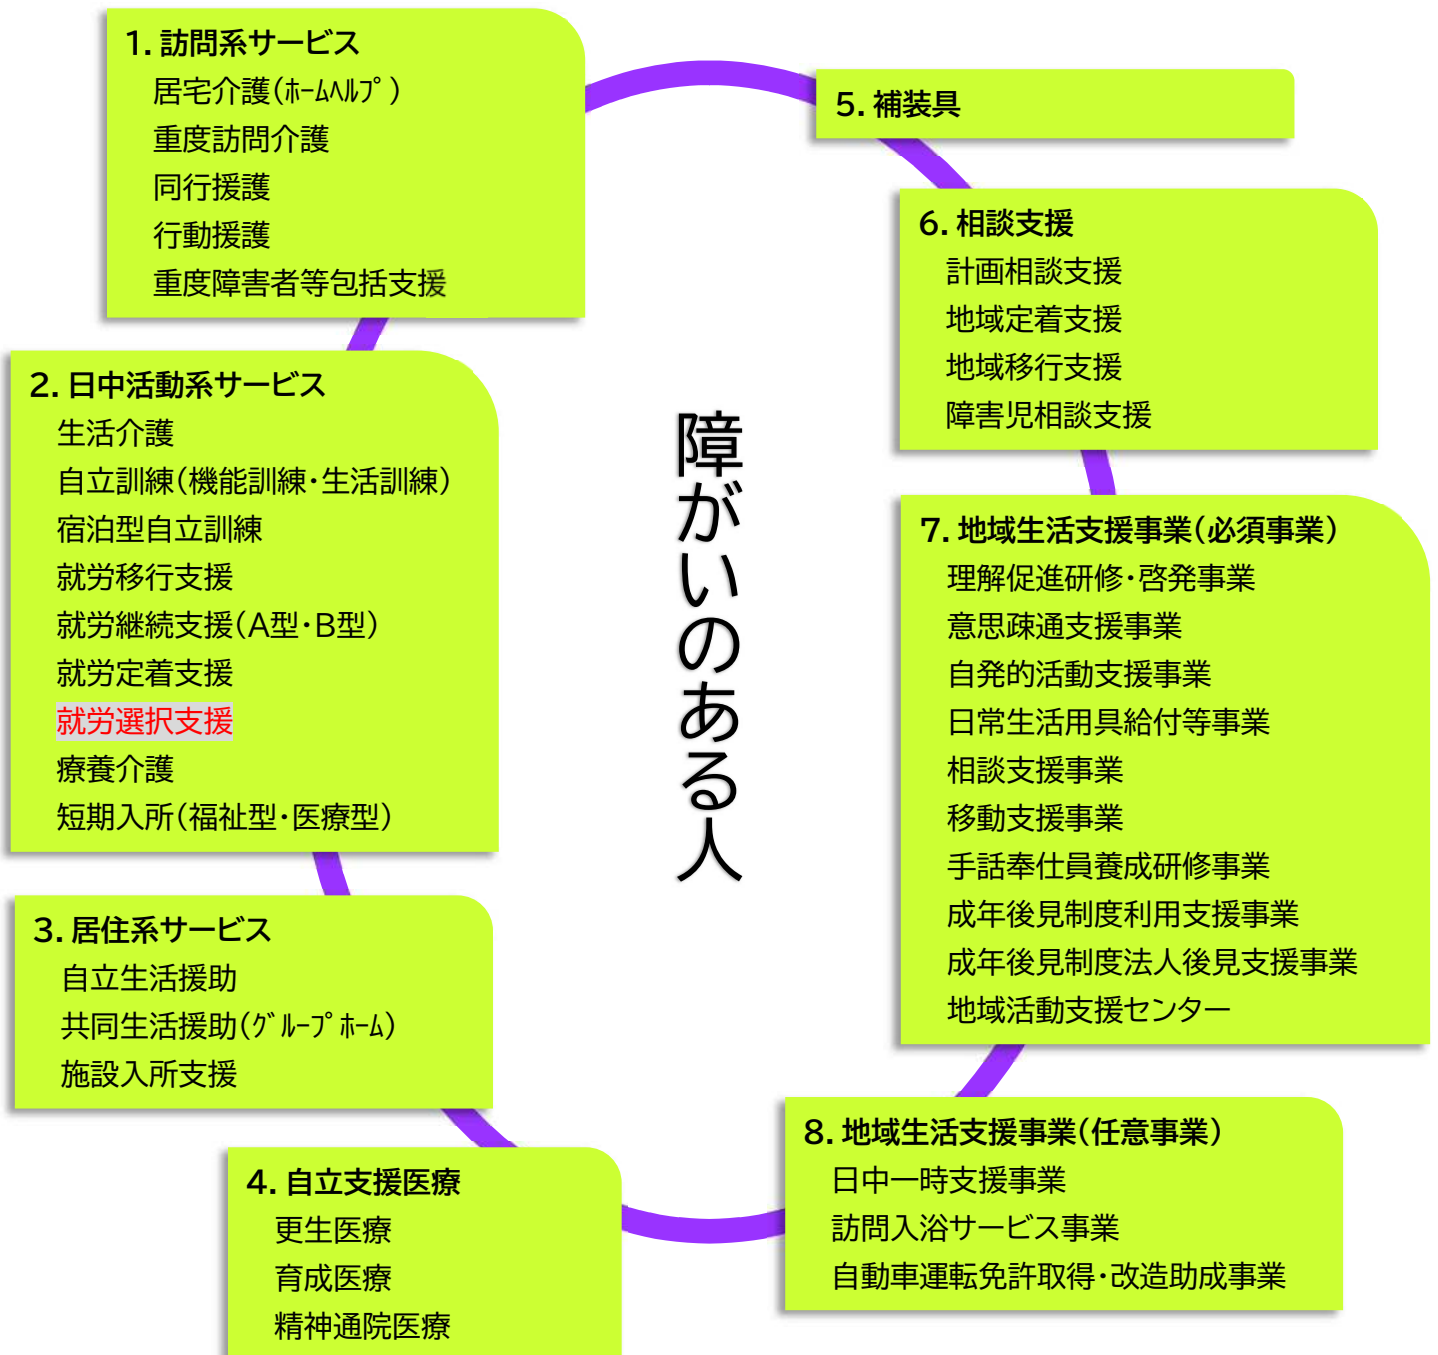 1. 訪問系サービス
居宅介護(ﾎｰﾑﾍﾙﾌﾟ)
重度訪問介護
同行援護
行動援護
重度障害者等包括支援
2. 日中活動系サービス
生活介護
自立訓練(機能訓練・生活訓練)
宿泊型自立訓練
就労移行支援
就労継続支援(A型・B型)
就労定着支援
就労選択支援
療養介護
短期入所(福祉型・医療型)
3. 居住系サービス
自立生活援助
共同生活援助(ｸﾞﾙｰﾌﾟﾎｰﾑ)
施設入所支援
4. 自立支援医療
更生医療
育成医療
精神通院医療
障がいのある人
5. 補装具
6. 相談支援
計画相談支援
地域定着支援
地域移行支援
障害児相談支援
7. 地域生活支援事業(必須事業)
理解促進研修・啓発事業
意思疎通支援事業
自発的活動支援事業
日常生活用具給付等事業
相談支援事業
移動支援事業
手話奉仕員養成研修事業
成年後見制度利用支援事業
成年後見制度法人後見支援事業
地域活動支援センター
8. 地域生活支援事業(任意事業)
日中一時支援事業
訪問入浴サービス事業
自動車運転免許取得・改造助成事業